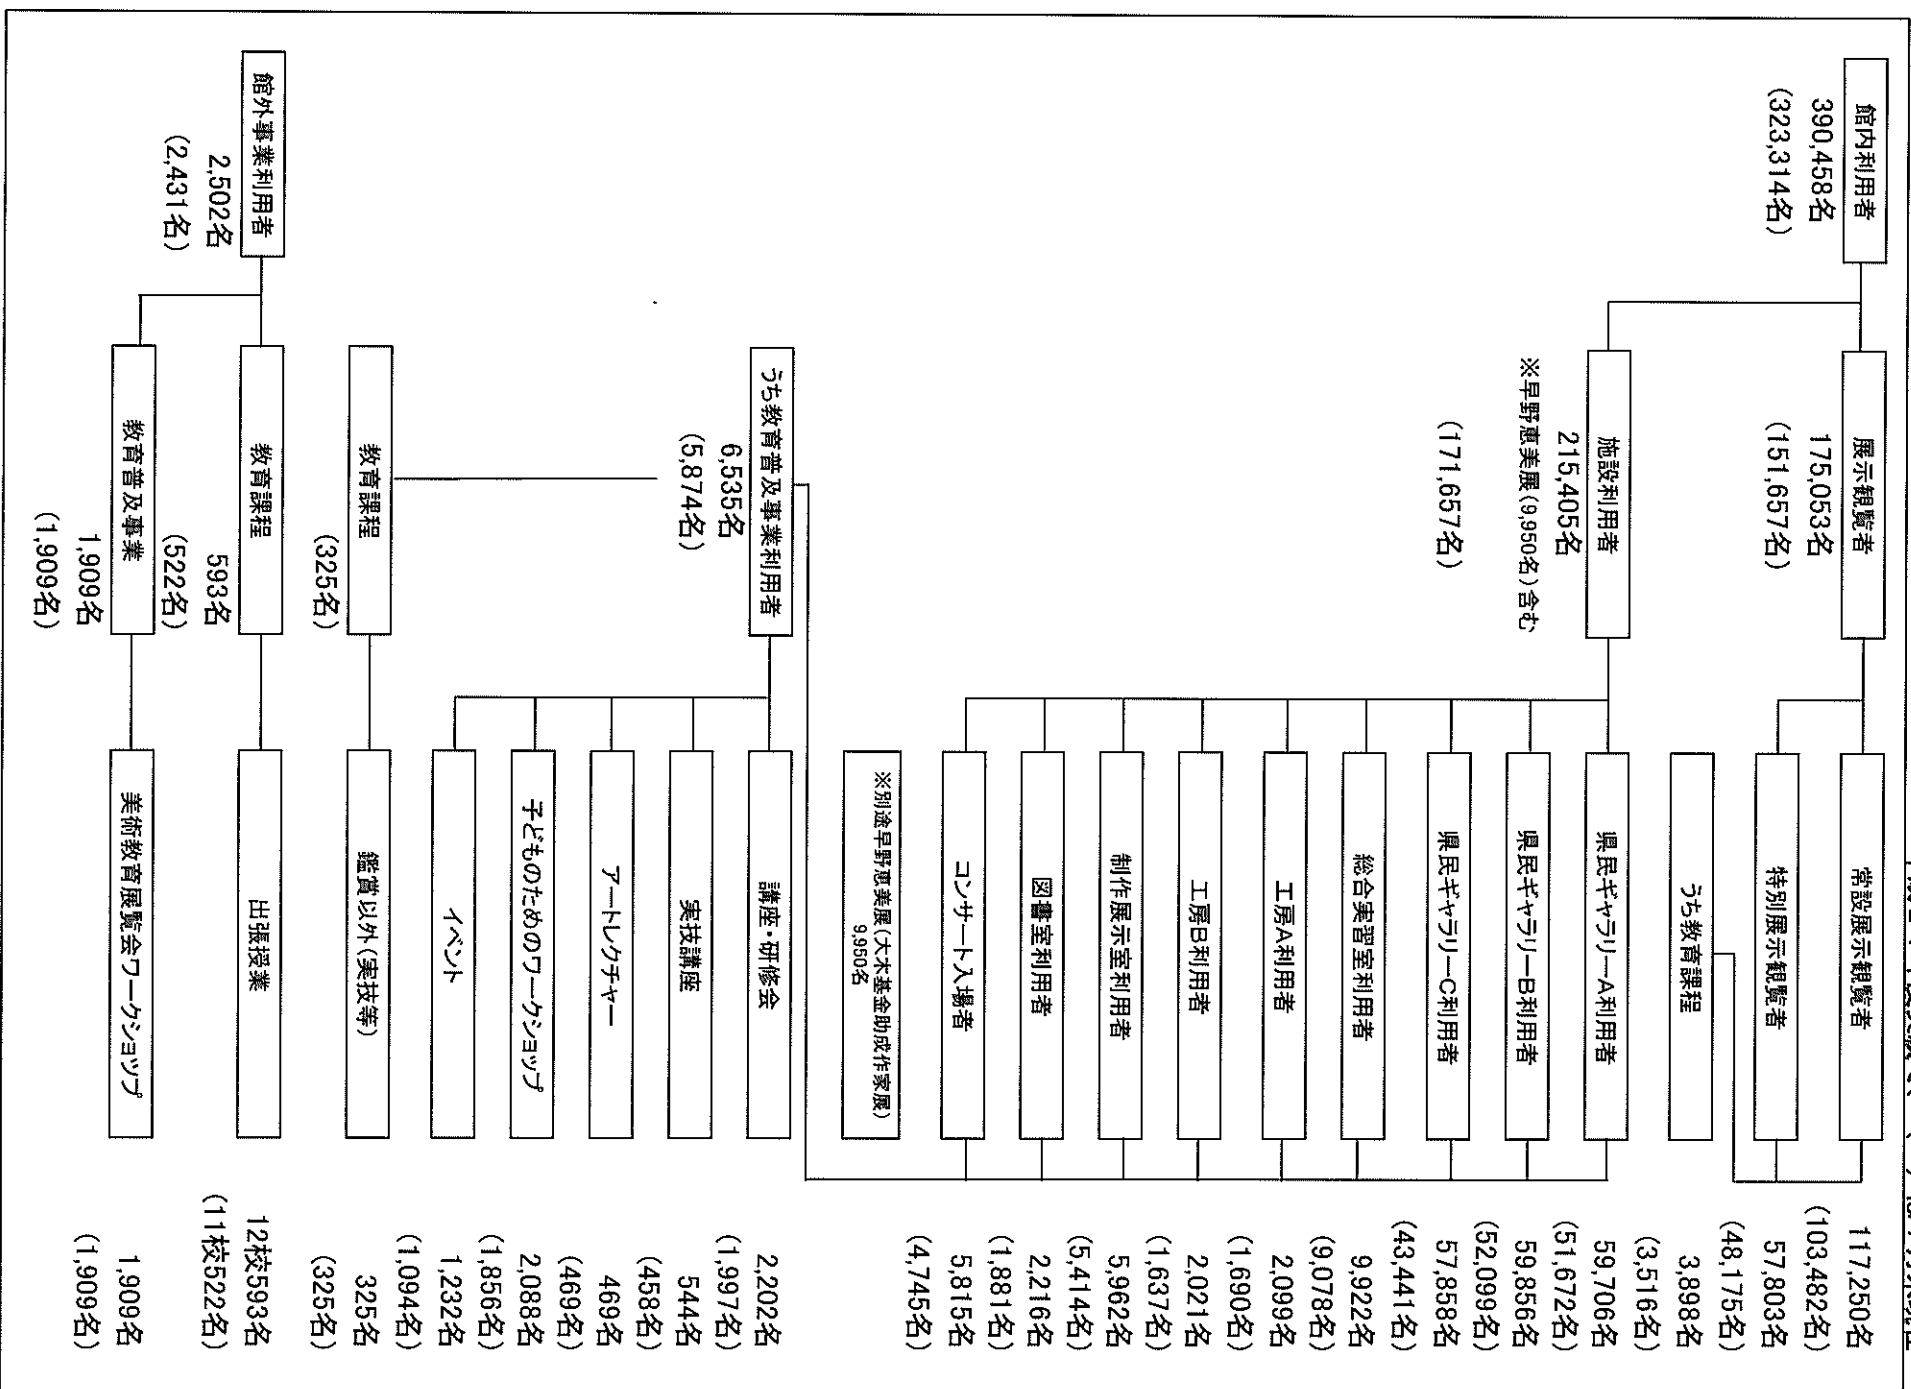 館内利用者
390,458名
(323,314名)
展示観覧者
175,053名
(151,657名)
常設展示観覧者
117,250名
(103,482名)
特別展示観覧者
57,803名
(48,175名)
うち教育課程
3,898名
(3,516名)
施設利用者
215,405名
※早野恵美展(9,950名)含む
(171,657名)
県民ギャラリーA利用者
59,706名
(51,672名)
県民ギャラリーB利用者
59,856名
(52,099名)
県民ギャラリーC利用者
57,858名
(43,441名)
総合実習室利用者
9,922名
(9,078名)
工房A利用者
2,099名
(1,690名)
工房B利用者
2,021名
(1,637名)
制作展示室利用者
5,962名
(5,414名)
図書室利用者
2,216名
(1,881名)
コンサート入場者
5,815名
(4,745名)
※別途早野恵美展(大木基金助成作家展)
9,950名
うち教育普及事業利用者
6,535名
(5,874名)
講座・研修会
2,202名
(1,997名)
実技講座
544名
(458名)
アートレクチャー
469名
(469名)
子どものためのワークショップ
2,088名
(1,856名)
イベント
1,232名
(1,094名)
教育課程
(325名)
鑑賞以外(実技等)
325名
(325名)
館外事業利用者
2,502名
(2,431名)
教育課程
593名
(522名)
出張授業
12校593名
(11校522名)
教育普及事業
1,909名
(1,909名)
美術教育展覧会ワークショップ
1,909名
(1,909名)